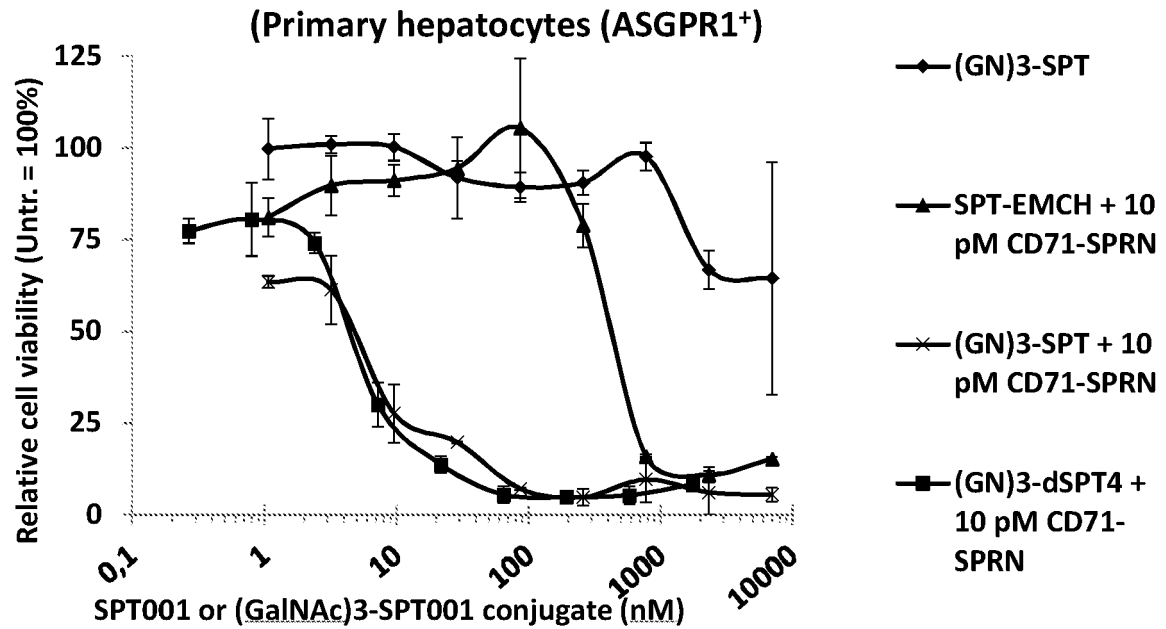 (Primary hepatocytes (ASGPR1⁺)
Relative cell viability (Untr. = 100%)
125
100
75
50
25
0
0,1
1
10
100
1000
10000
SPT001 or (GalNAc)3-SPT001 conjugate (nM)
(GN)3-SPT
SPT-EMCH + 10
pM CD71-SPRN
(GN)3-SPT + 10
pM CD71-SPRN
(GN)3-dSPT4 +
10 pM CD71-
SPRN